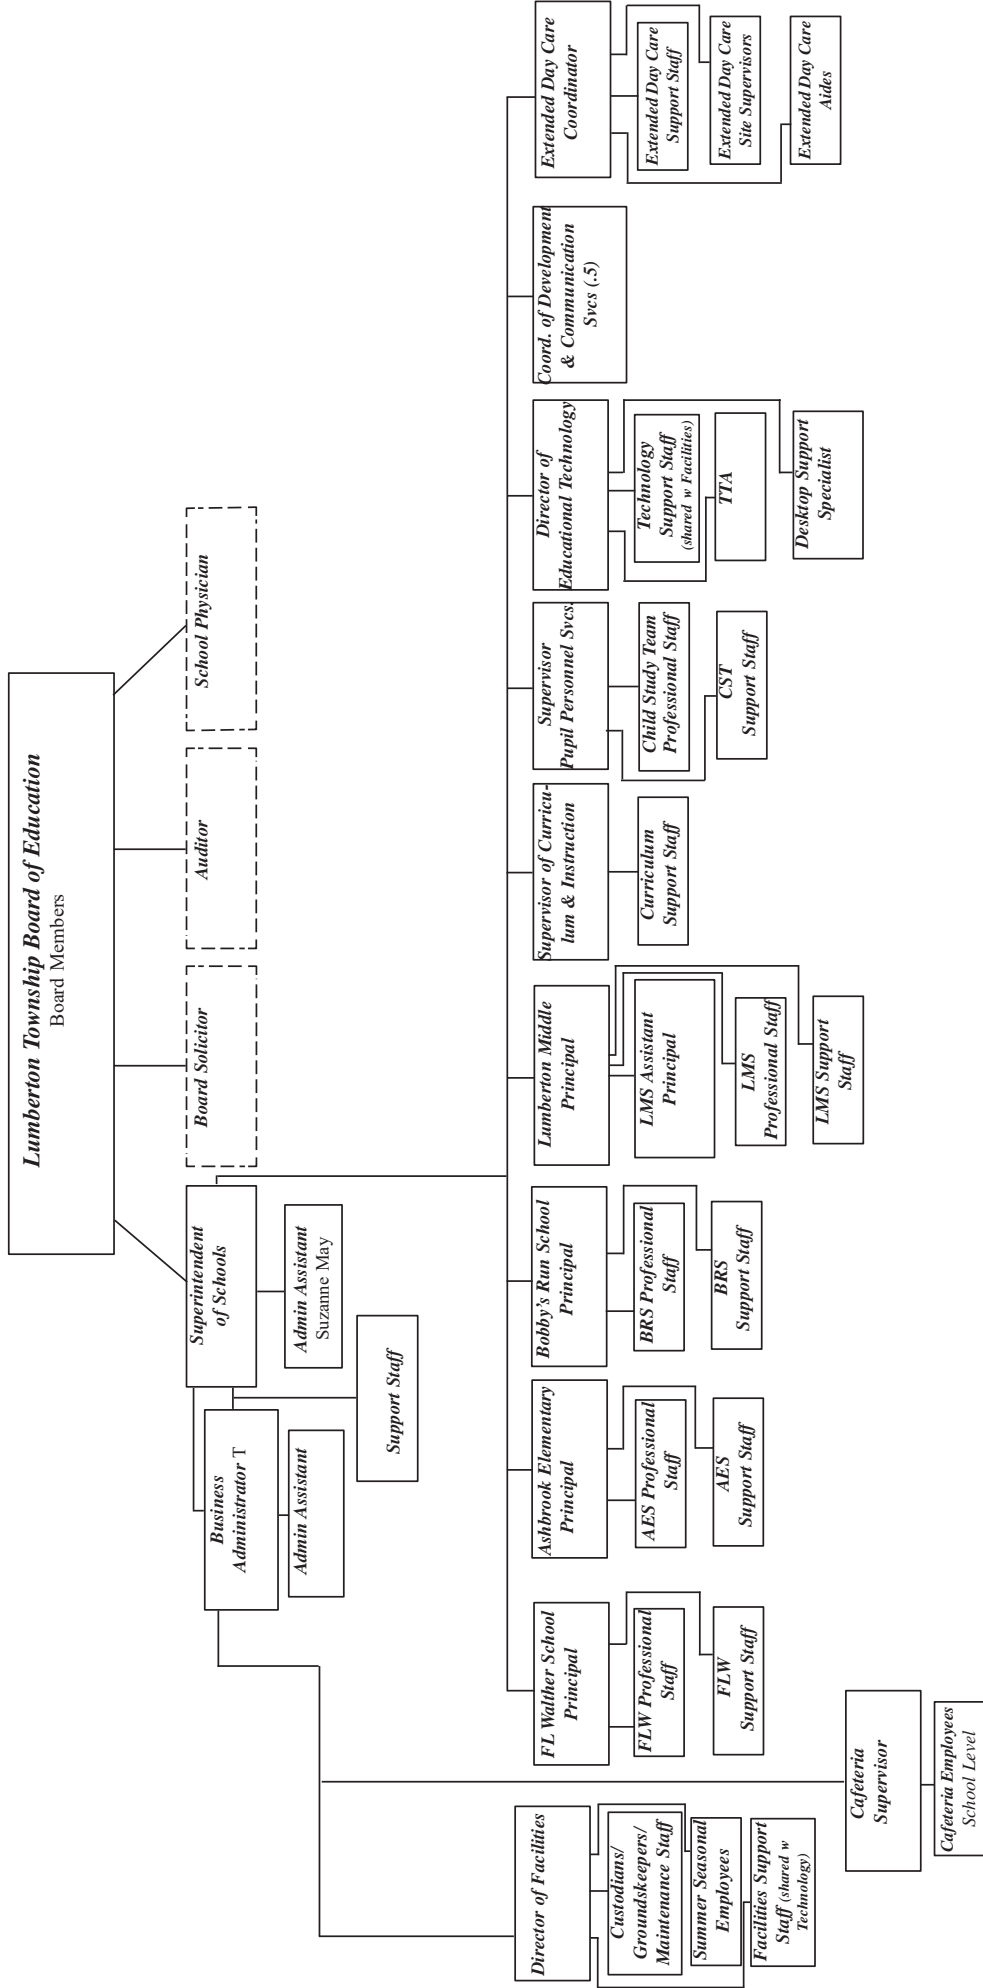 Lumberton Township Board of Education
Board Members
Superintendent
of Schools
Board Solicitor
Auditor
School Physician
Business
Administrator T
Admin Assistant
Suzanne May
Admin Assistant
Support Staff
Director of Facilities
Custodians/
Groundskeepers/
Maintenance Staff
Summer Seasonal
Employees
Facilities Support
Staff (shared w
Technology)
Cafeteria
Supervisor
Cafeteria Employees
School Level
FL Walther School
Principal
FLW Professional
Staff
FLW
Support Staff
Ashbrook Elementary
Principal
AES Professional
Staff
AES
Support Staff
Bobby's Run School
Principal
BRS Professional
Staff
BRS
Support Staff
Lumberton Middle
Principal
LMS Assistant
Principal
LMS
Professional Staff
LMS Support
Staff
Supervisor of Curricu-
lum & Instruction
Curriculum
Support Staff
Supervisor
Pupil Personnel Svcs.
Child Study Team
Professional Staff
CST
Support Staff
Director of
Educational Technology
Technology
Support Staff
(shared w Facilities)
TTA
Desktop Support
Specialist
Coord. of Development
& Communication
Svcs (.5)
Extended Day Care
Coordinator
Extended Day Care
Support Staff
Extended Day Care
Site Supervisors
Extended Day Care
Aides